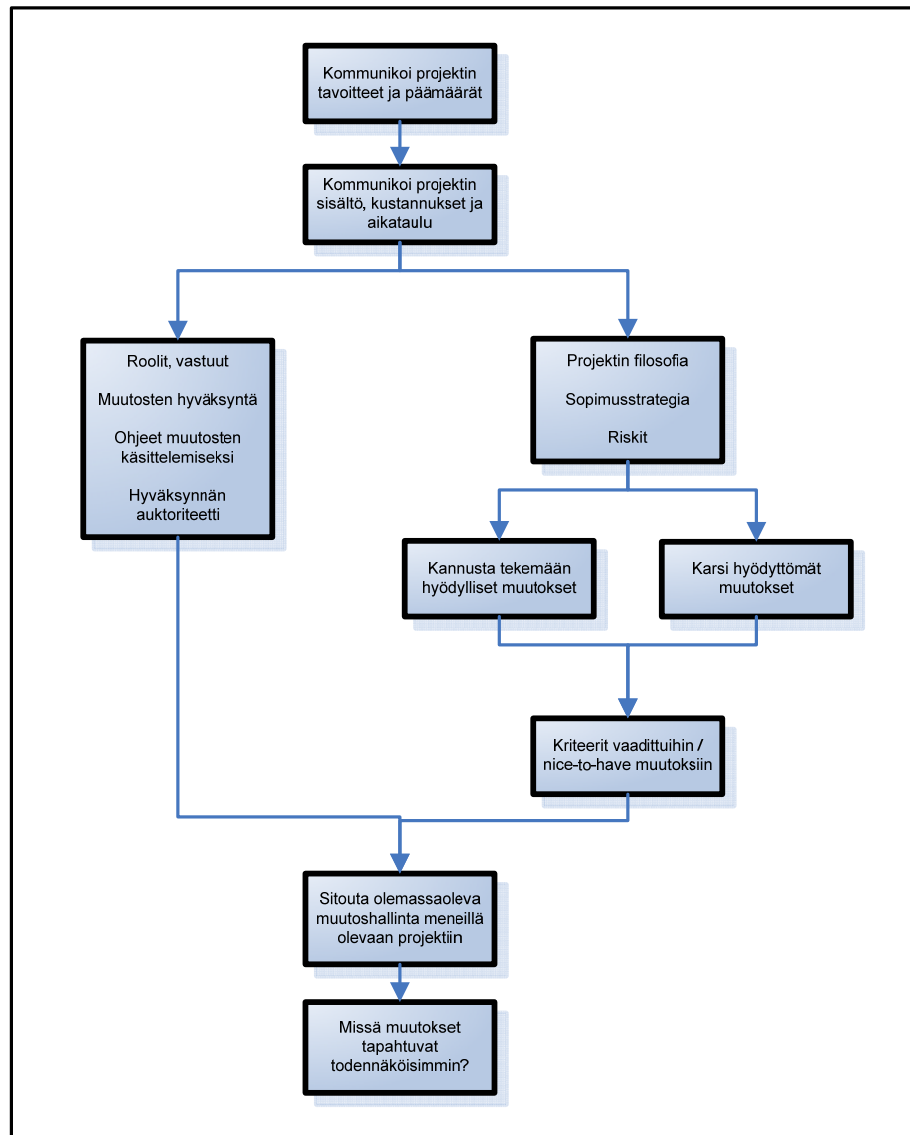 Kommunikoi projektin
tavoitteet ja päämäärät
Kommunikoi projektin
sisältö, kustannukset ja
aikataulu
Roolit, vastuut
Muutosten hyväksyntä
Ohjeet muutosten
käsittelemiseksi
Hyväksynnän
auktoriteetti
Projektin filosofia
Sopimusstrategia
Riskit
Kannusta tekemään
hyödylliset muutokset
Karsi hyödyttömät
muutokset
Kriteerit vaadittuihin /
nice-to-have muutoksiin
Sitouta olemassaoleva
muutoshallinta meneillä
olevaan projektiin
Missä muutokset
tapahtuvat
todennäköisimmin?